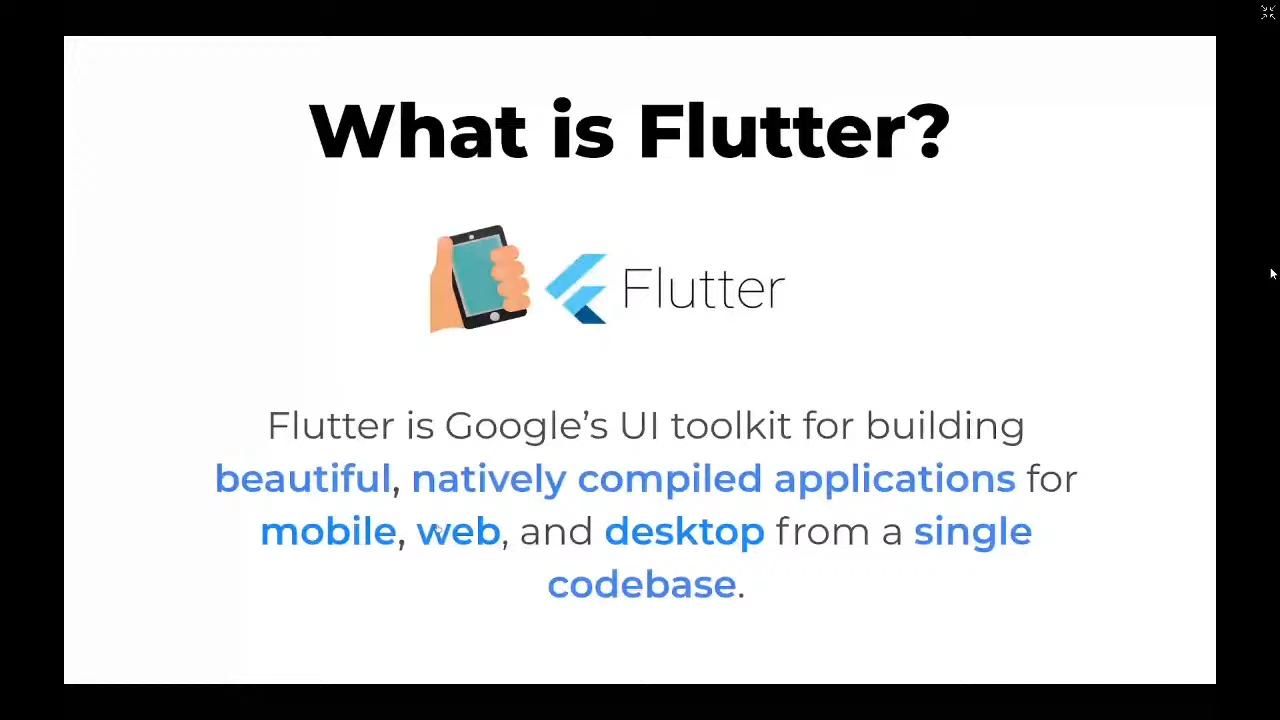 What is Flutter?
Flutter
Flutter is Google’s UI toolkit for building
beautiful, natively compiled applications for
mobile, web, and desktop from a single
codebase.